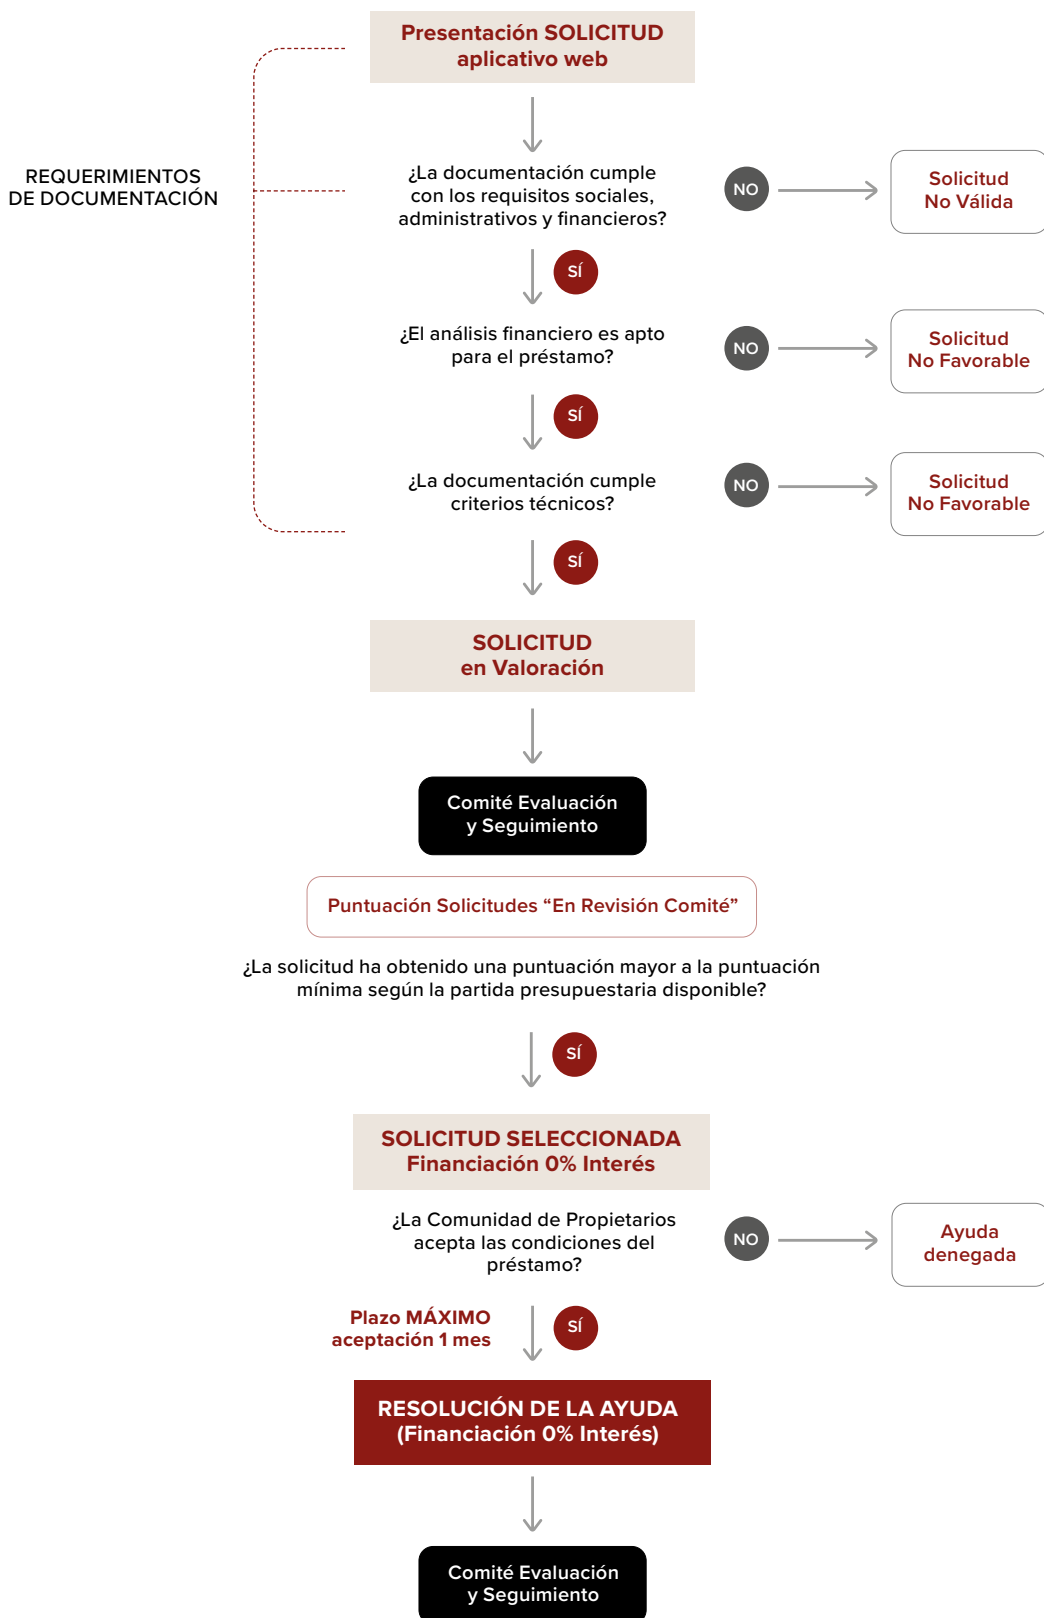 Presentación SOLICITUD
aplicativo web
REQUERIMIENTOS
DE DOCUMENTACIÓN
¿La documentación cumple
con los requisitos sociales,
administrativos y financieros?
NO
Solicitud
No Válida
SÍ
¿El análisis financiero es apto
para el préstamo?
NO
Solicitud
No Favorable
SÍ
¿La documentación cumple
criterios técnicos?
NO
Solicitud
No Favorable
SÍ
SOLICITUD
en Valoración
Comité Evaluación
y Seguimiento
Puntuación Solicitudes “En Revisión Comité”
¿La solicitud ha obtenido una puntuación mayor a la puntuación
mínima según la partida presupuestaria disponible?
SÍ
SOLICITUD SELECCIONADA
Financiación 0% Interés
¿La Comunidad de Propietarios
acepta las condiciones del
préstamo?
NO
Ayuda
denegada
Plazo MÁXIMO
aceptación 1 mes
SÍ
RESOLUCIÓN DE LA AYUDA
(Financiación 0% Interés)
Comité Evaluación
y Seguimiento